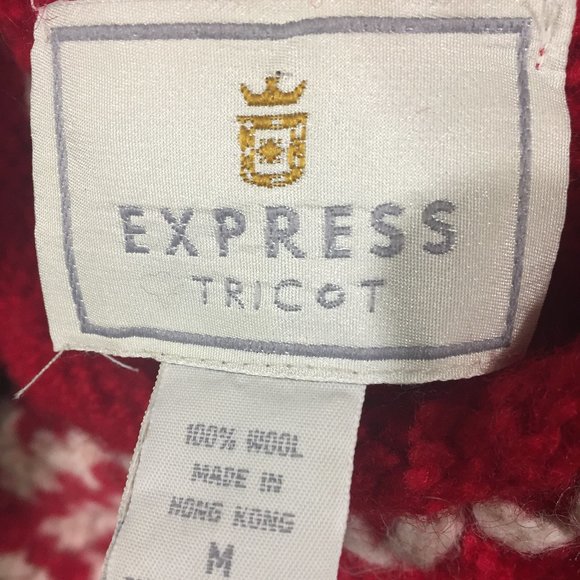 EXPRESS
TRICOT
100% WOOL
MADE IN
HONG KONG
M